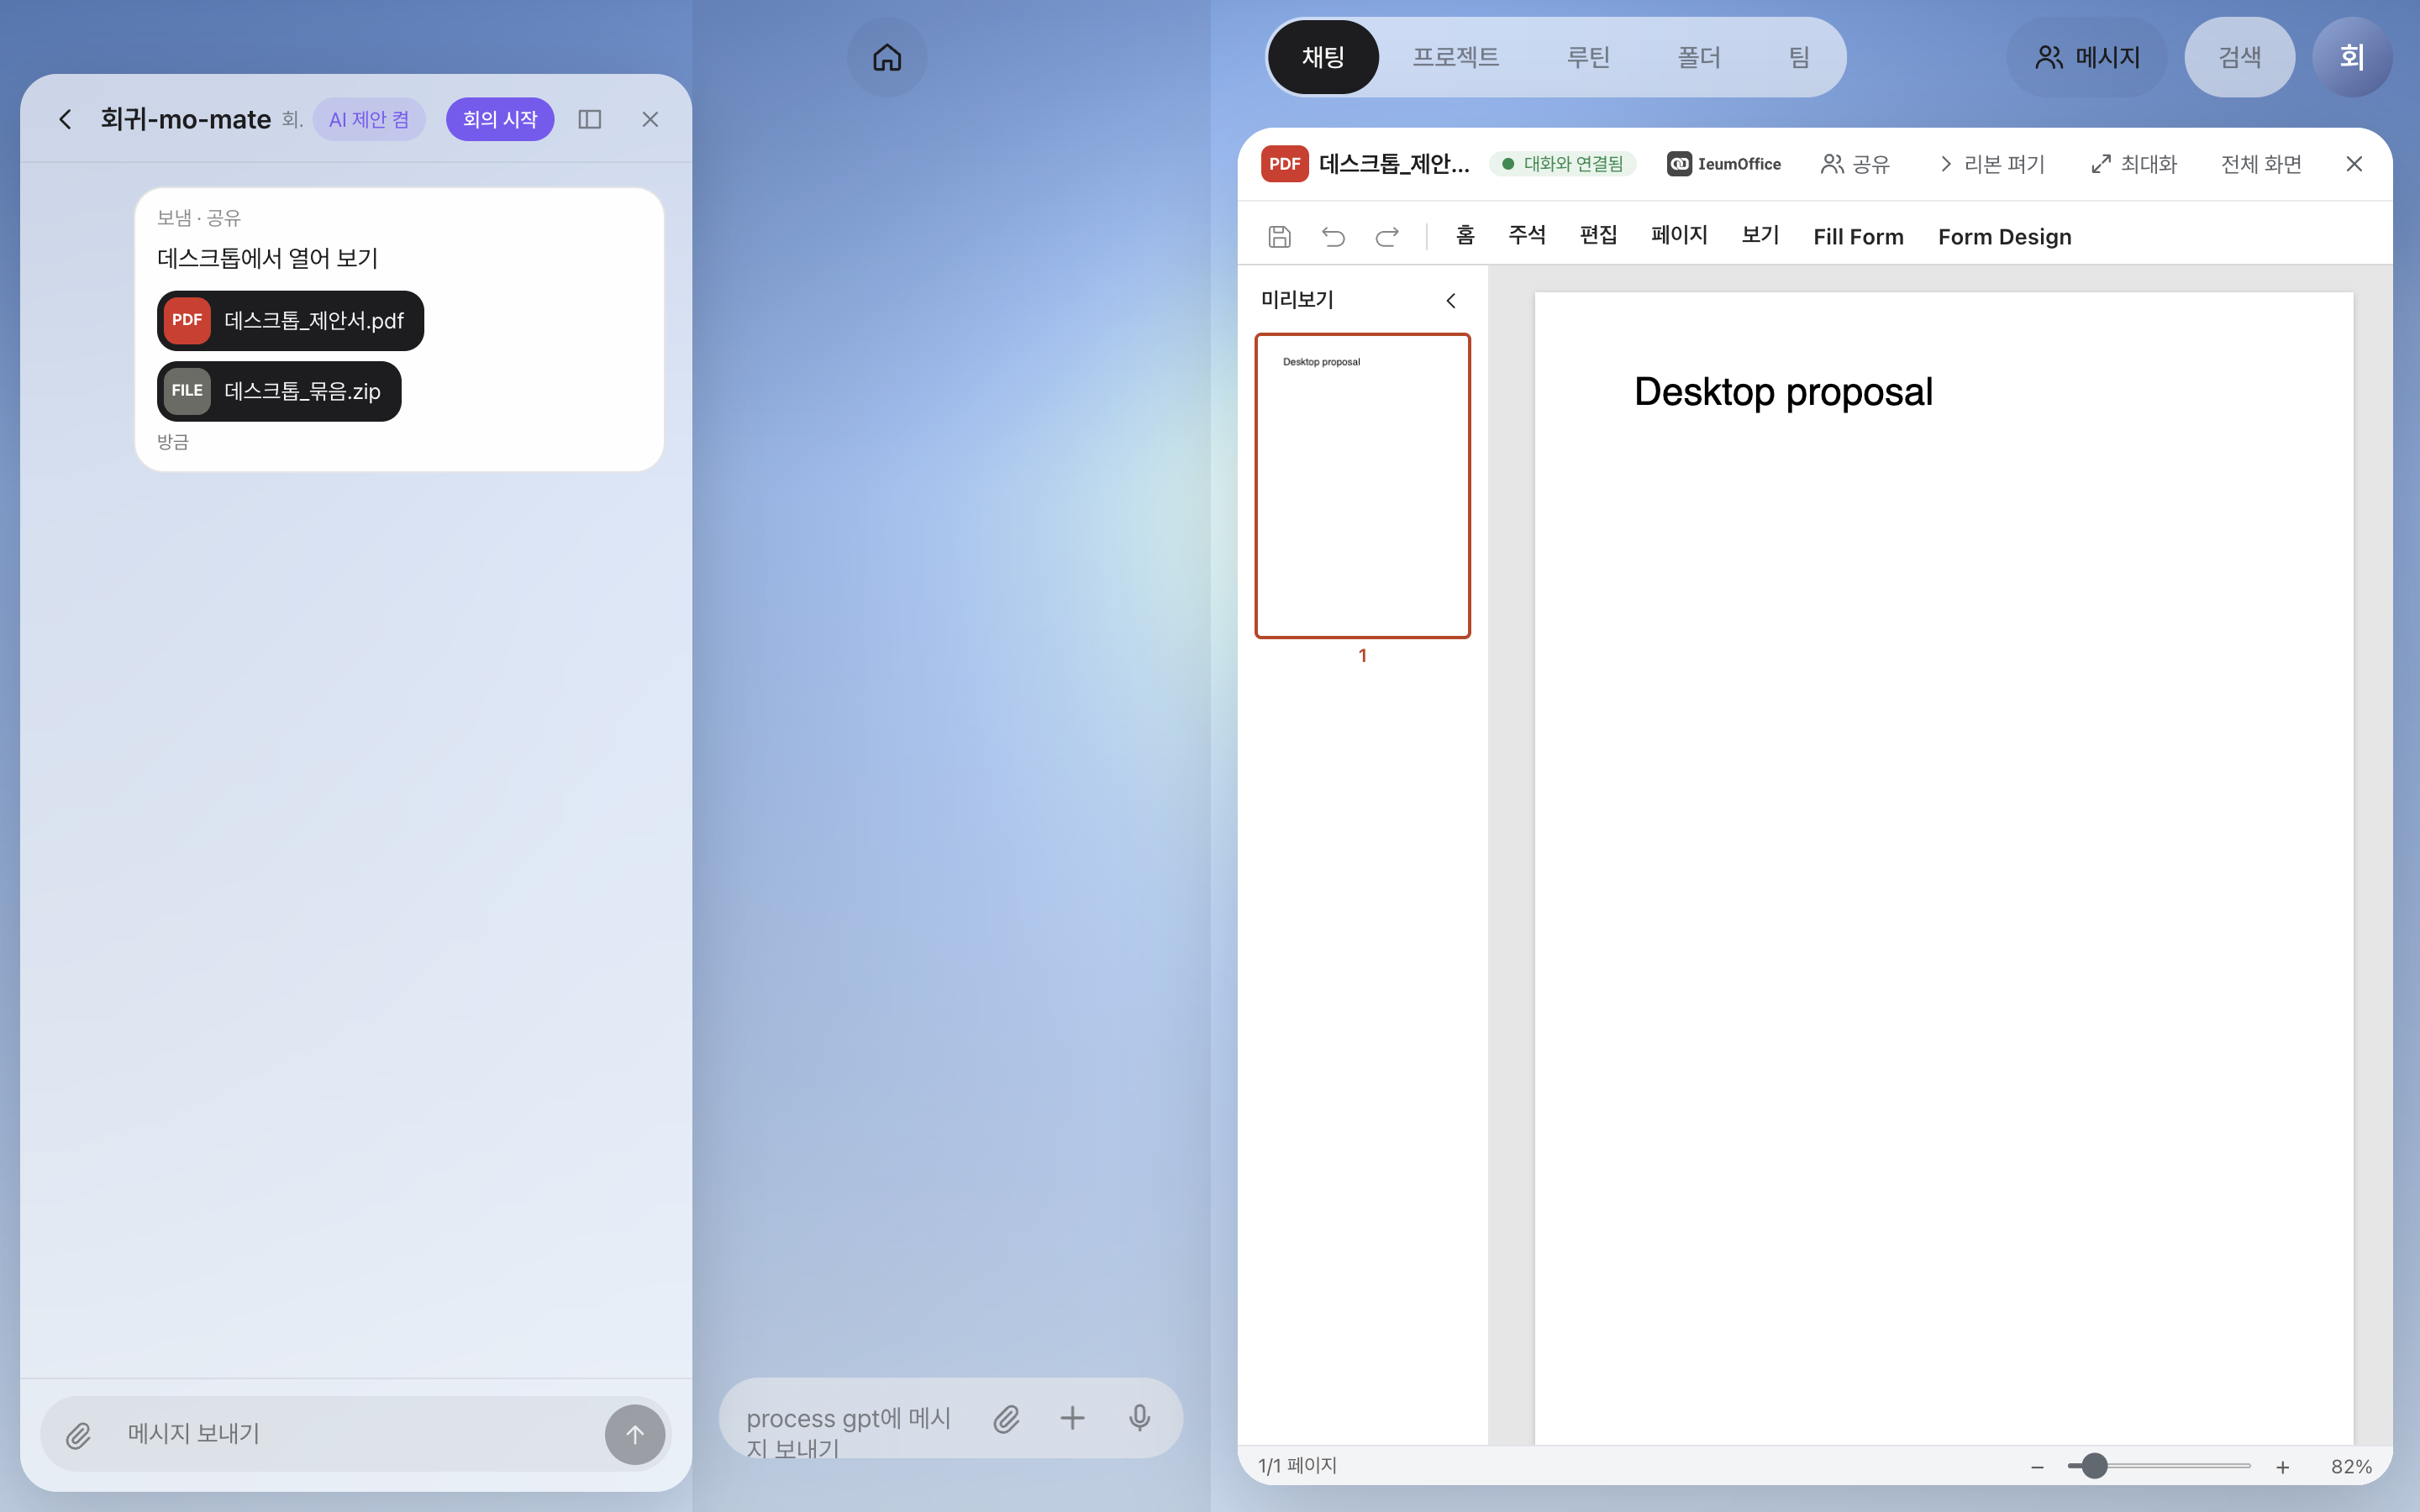 채팅
프로젝트
루틴
폴더
팀
메시지
검색
회
회귀-mo-mate
회.
AI 제안 켬
회의 시작
보냄 · 공유
데스크톱에서 열어 보기
PDF
데스크톱_제안서.pdf
FILE
데스크톱_묶음.zip
방금
메시지 보내기
process gpt에 메시
지 보내기
PDF
데스크톱_제안...
대화와 연결됨
IeumOffice
공유
리본 펴기
최대화
전체 화면
홈
주석
편집
페이지
보기
Fill Form
Form Design
미리보기
Desktop proposal
1
Desktop proposal
1/1 페이지
82%